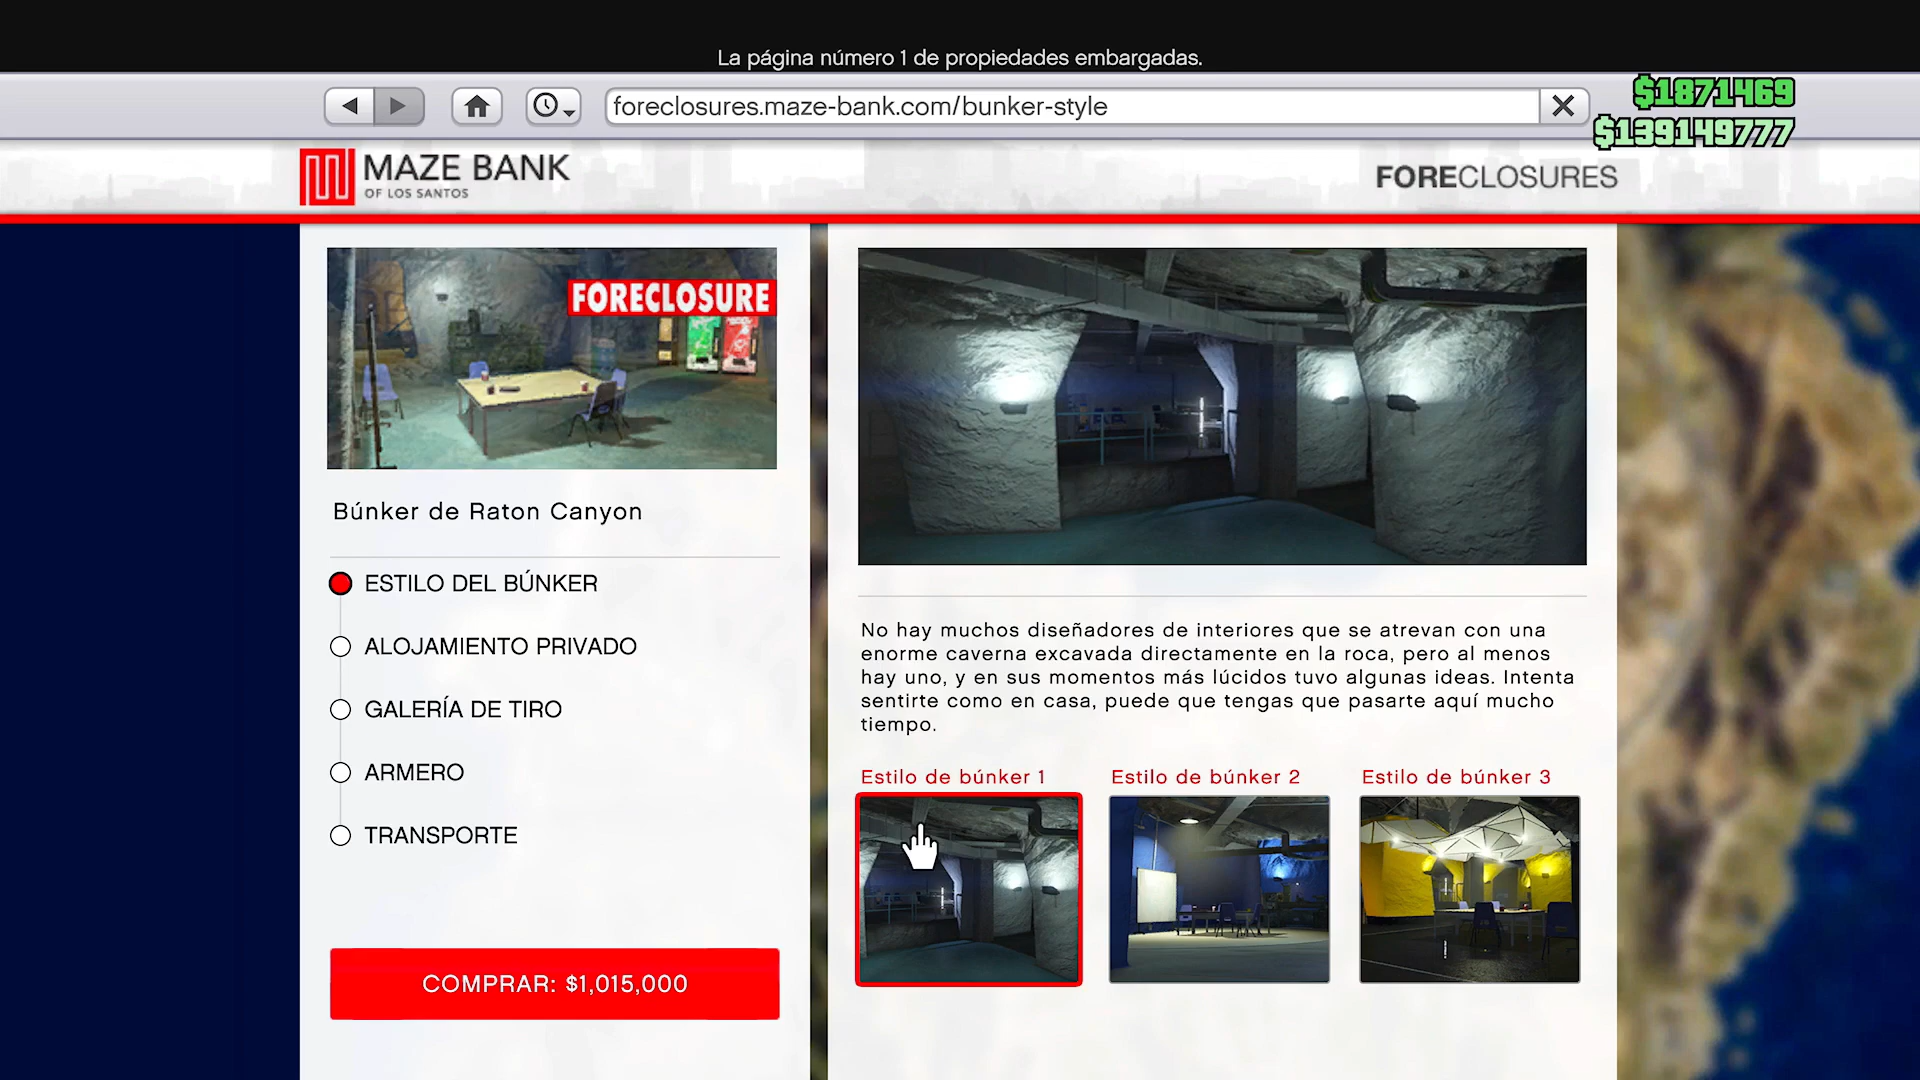 La página número 1 de propiedades embargadas.
foreclosures.maze-bank.com/bunker-style
$1871469
$139149777
MAZE BANK
OF LOS SANTOS
FORECLOSURES
FORECLOSURE
Búnker de Raton Canyon
ESTILO DEL BÚNKER
ALOJAMIENTO PRIVADO
GALERÍA DE TIRO
ARMERO
TRANSPORTE
COMPRAR: $1,015,000
No hay muchos diseñadores de interiores que se atrevan con una
enorme caverna excavada directamente en la roca, pero al menos
hay uno, y en sus momentos más lúcidos tuvo algunas ideas. Intenta
sentirte como en casa, puede que tengas que pasarte aquí mucho
tiempo.
Estilo de búnker 1
Estilo de búnker 2
Estilo de búnker 3